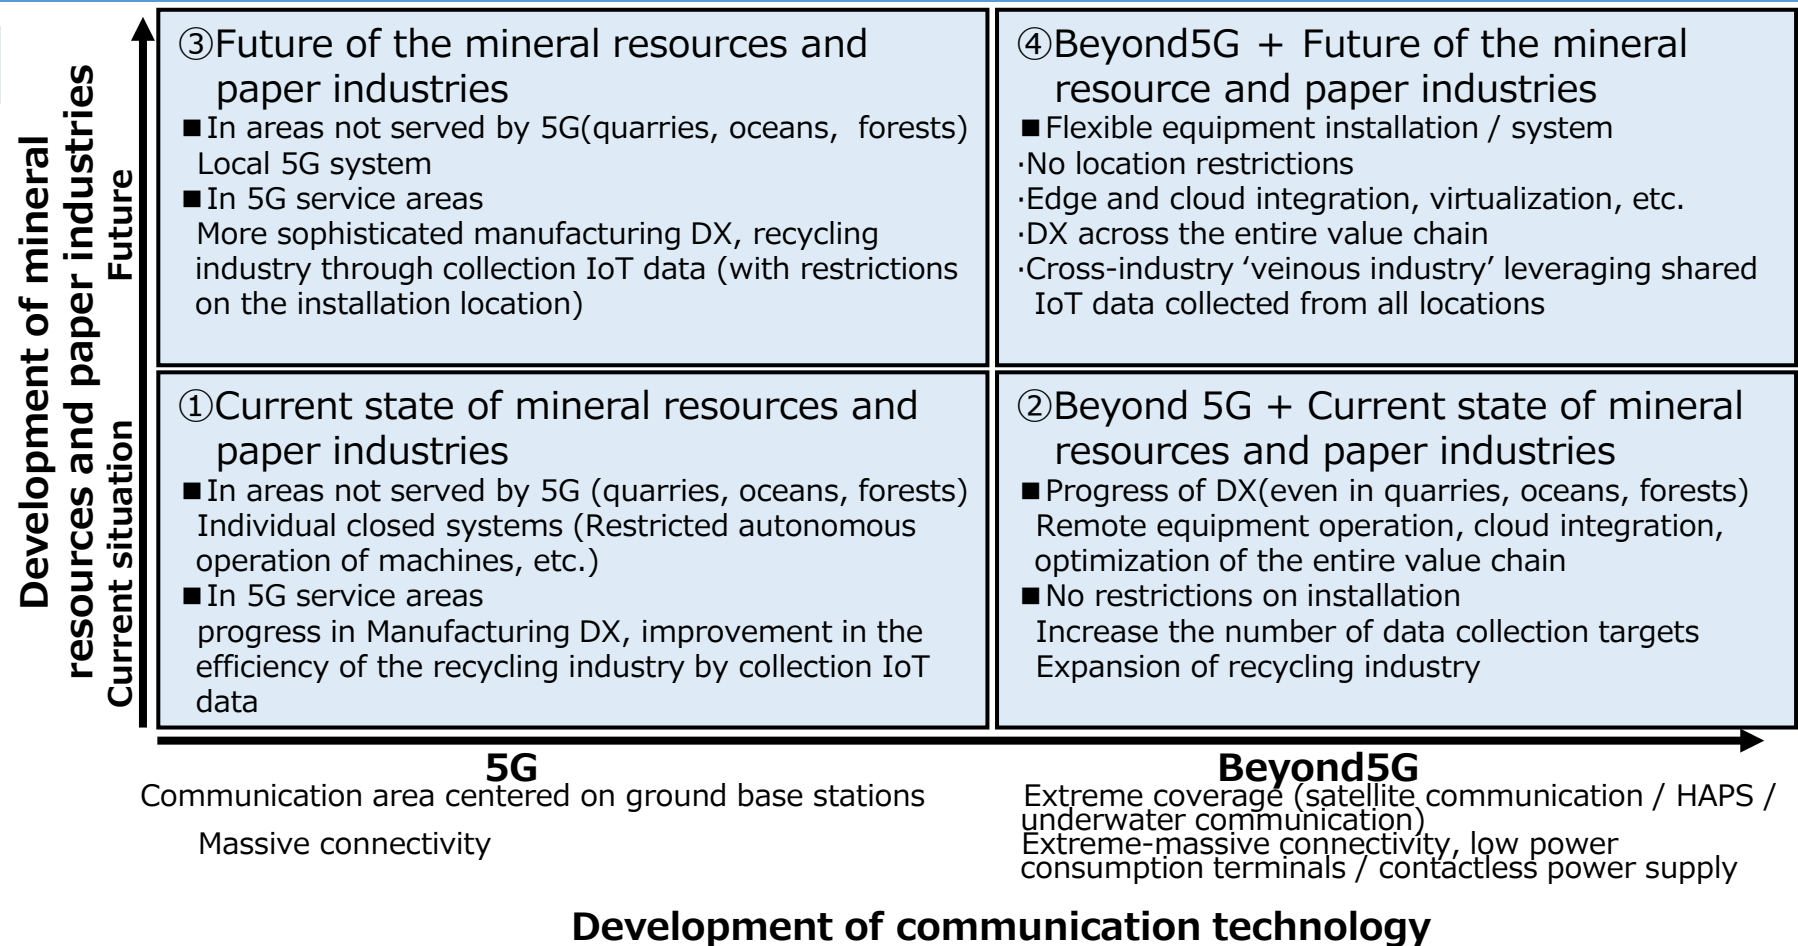 Development of mineral
resources and paper industries
Future
Current situation
③Future of the mineral resources and
paper industries
■In areas not served by 5G(quarries, oceans,  forests)
Local 5G system
■In 5G service areas
More sophisticated manufacturing DX, recycling
industry through collection IoT data (with restrictions
on the installation location)
④Beyond5G + Future of the mineral
resource and paper industries
■Flexible equipment installation / system
·No location restrictions
·Edge and cloud integration, virtualization, etc.
·DX across the entire value chain
·Cross-industry ‘veinous industry’ leveraging shared
IoT data collected from all locations
①Current state of mineral resources and
paper industries
■In areas not served by 5G (quarries, oceans, forests)
Individual closed systems (Restricted autonomous
operation of machines, etc.)
■In 5G service areas
progress in Manufacturing DX, improvement in the
efficiency of the recycling industry by collection IoT
data
②Beyond 5G + Current state of mineral
resources and paper industries
■Progress of DX(even in quarries, oceans, forests)
Remote equipment operation, cloud integration,
optimization of the entire value chain
■No restrictions on installation
Increase the number of data collection targets
Expansion of recycling industry
5G
Communication area centered on ground base stations
Massive connectivity
Beyond5G
Extreme coverage (satellite communication / HAPS /
underwater communication)
Extreme-massive connectivity, low power
consumption terminals / contactless power supply
Development of communication technology